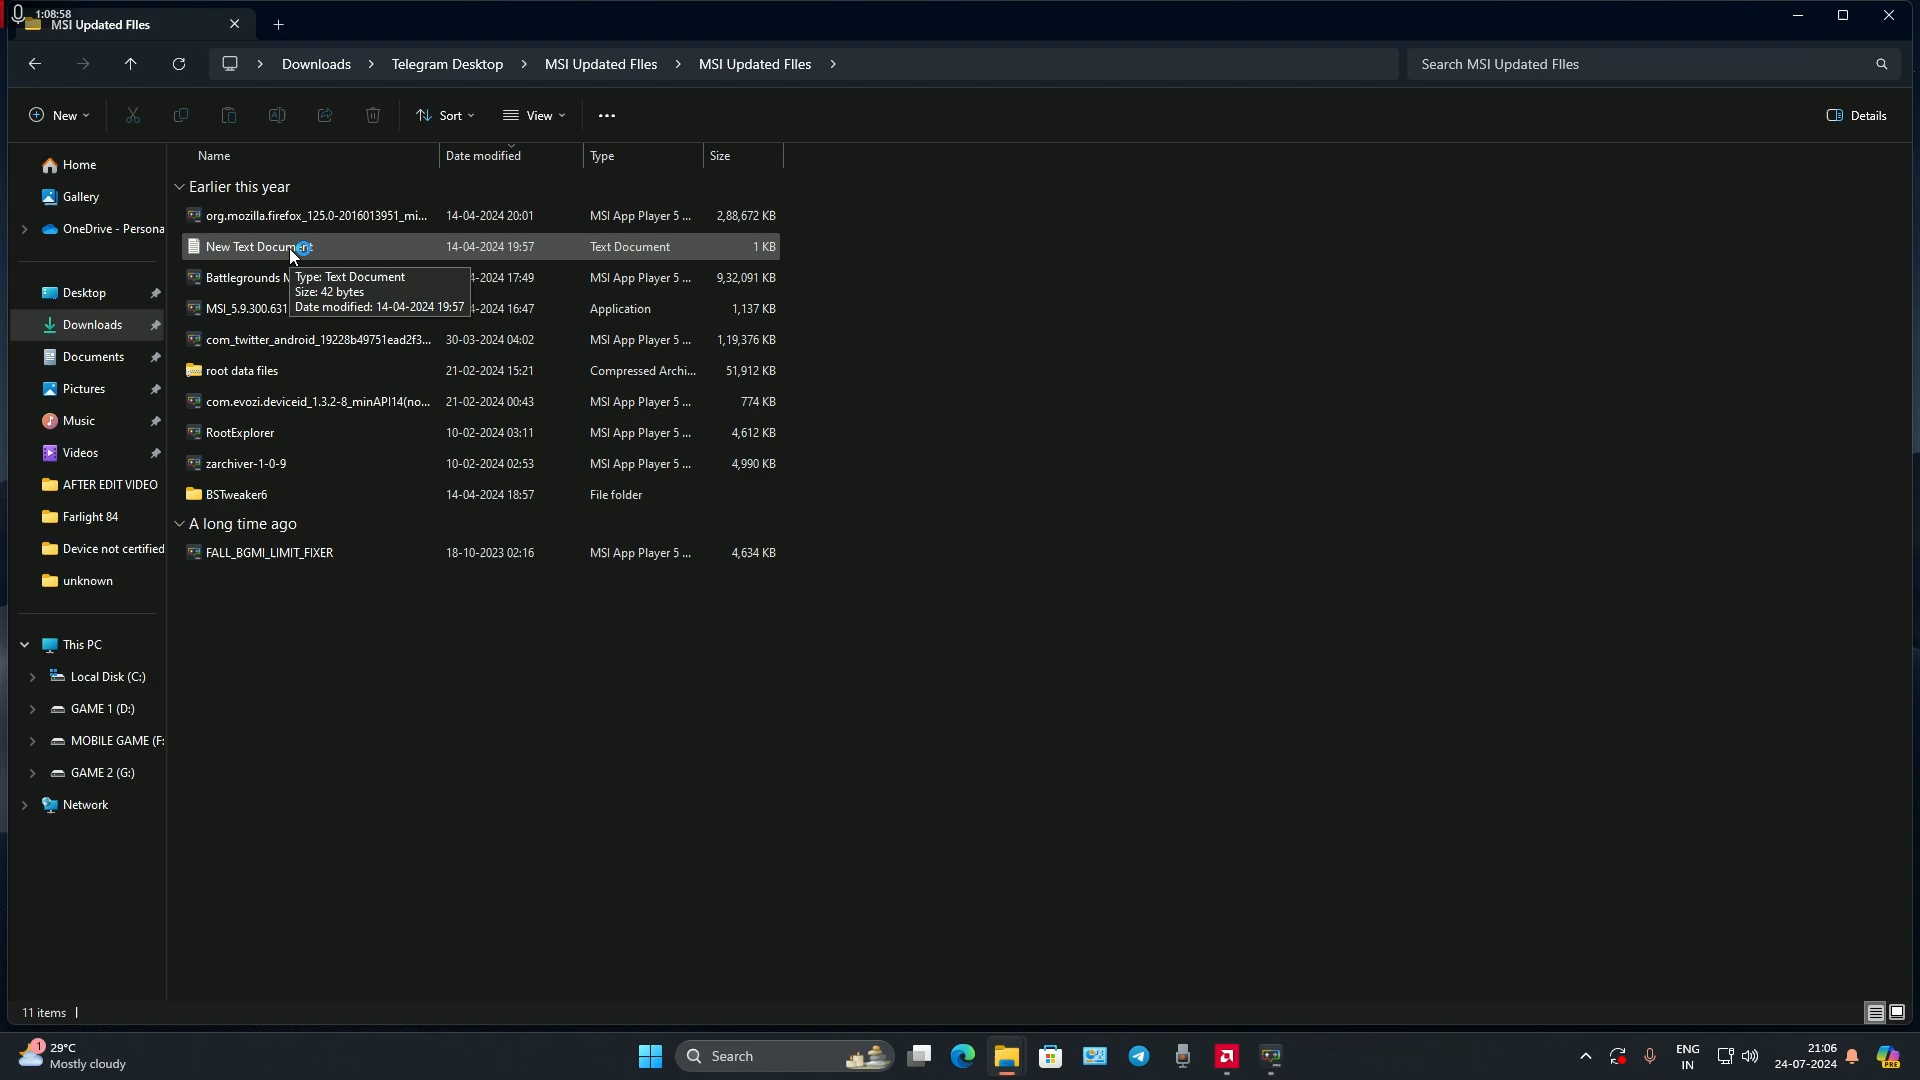 1:08:58
MSI Updated FIles
Downloads
Telegram Desktop
MSI Updated FIles
MSI Updated FIles
Search MSI Updated FIles
New
Sort
View
Details
Name
Date modified
Type
Size
Home
Gallery
OneDrive - Persona
Desktop
Downloads
Documents
Pictures
Music
Videos
AFTER EDIT VIDEO
Farlight 84
Device not certified
unknown
This PC
Local Disk (C:)
GAME 1 (D:)
MOBILE GAME (F:
GAME 2 (G:)
Network
Earlier this year
org.mozilla.firefox_125.0-2016013951_mi... 14-04-2024 20:01 MSI App Player 5 ... 2,88,672 KB
New Text Document 14-04-2024 19:57 Text Document 1 KB
Battlegrounds 4-2024 17:49 MSI App Player 5 ... 9,32,091 KB
MSI_5.9.300.631 4-2024 16:47 Application 1,137 KB
Type: Text Document
Size: 42 bytes
Date modified: 14-04-2024 19:57
com_twitter_android_19228b49751ead2f3... 30-03-2024 04:02 MSI App Player 5 ... 1,19,376 KB
root data files 21-02-2024 15:21 Compressed Archi... 51,912 KB
com.evozi.deviceid_1.3.2-8_minAPI14(no... 21-02-2024 00:43 MSI App Player 5 ... 774 KB
RootExplorer 10-02-2024 03:11 MSI App Player 5 ... 4,612 KB
zarchiver-1-0-9 10-02-2024 02:53 MSI App Player 5 ... 4,990 KB
BSTweaker6 14-04-2024 18:57 File folder
A long time ago
FALL_BGMI_LIMIT_FIXER 18-10-2023 02:16 MSI App Player 5 ... 4,634 KB
11 items
1
29°C
Mostly cloudy
Search
ENG
IN
21:06
24-07-2024
PRE